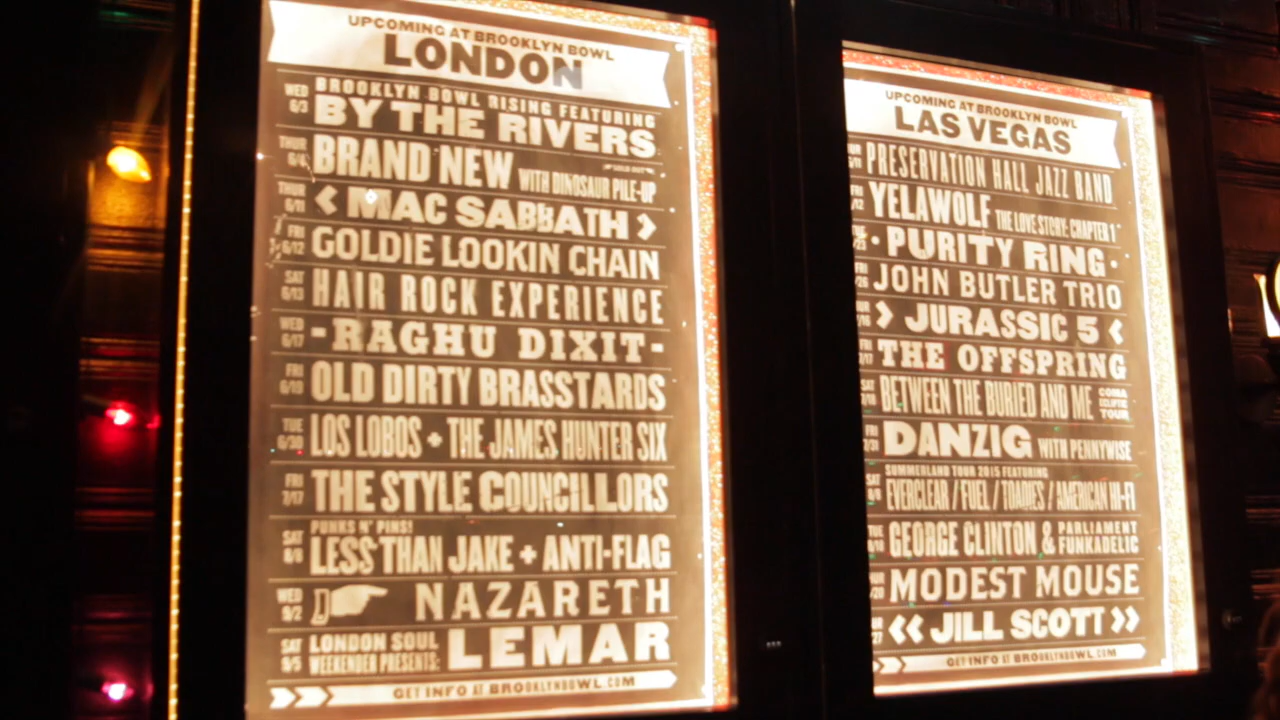 UPCOMING AT BROOKLYN BOWL
LONDON
WED 6/3 BROOKLYN BOWL RISING FEATURING
BY THE RIVERS
THUR 6/4 BRAND NEW WITH DINOSAUR PILE-UP
SOLD OUT
THUR 6/11 MAC SABBATH
FRI 6/12 GOLDIE LOOKIN CHAIN
SAT 6/13 HAIR ROCK EXPERIENCE
WED 6/17 -RAGHU DIXIT-
FRI 6/19 OLD DIRTY BRASSTARDS
TUE 6/30 LOS LOBOS + THE JAMES HUNTER SIX
FRI 7/17 THE STYLE COUNCILLORS
SAT 8/8 PUNKS N' PINS!
LESS THAN JAKE + ANTI-FLAG
WED 9/2 NAZARETH
SAT 9/5 LONDON SOUL
WEEKENDER PRESENTS: LEMAR
GET INFO AT BROOKLYNBOWL.COM
UPCOMING AT BROOKLYN BOWL
LAS VEGAS
PRESERVATION HALL JAZZ BAND
YELAWOLF THE LOVE STORY: CHAPTER 1
· PURITY RING ·
JOHN BUTLER TRIO
JURASSIC 5
THE OFFSPRING
BETWEEN THE BURIED AND ME COMA ECLIPTIC TOUR
DANZIG WITH PENNYWISE
SUMMERLAND TOUR 2015 FEATURING
EVERCLEAR / FUEL / TOADIES / AMERICAN HI-FI
GEORGE CLINTON & PARLIAMENT FUNKADELIC
MODEST MOUSE
JILL SCOTT
GET INFO AT BROOKLYNBOWL.COM